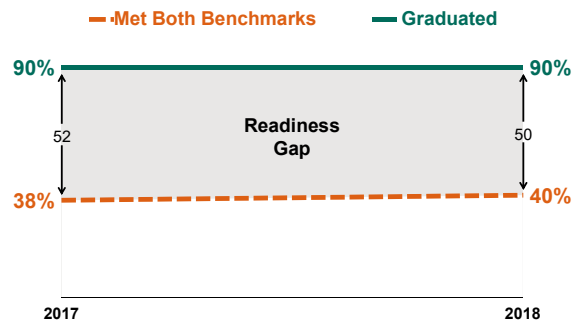 Met Both Benchmarks Graduated
90% 90%
52 Readiness Gap 50
38% 40%
2017 2018